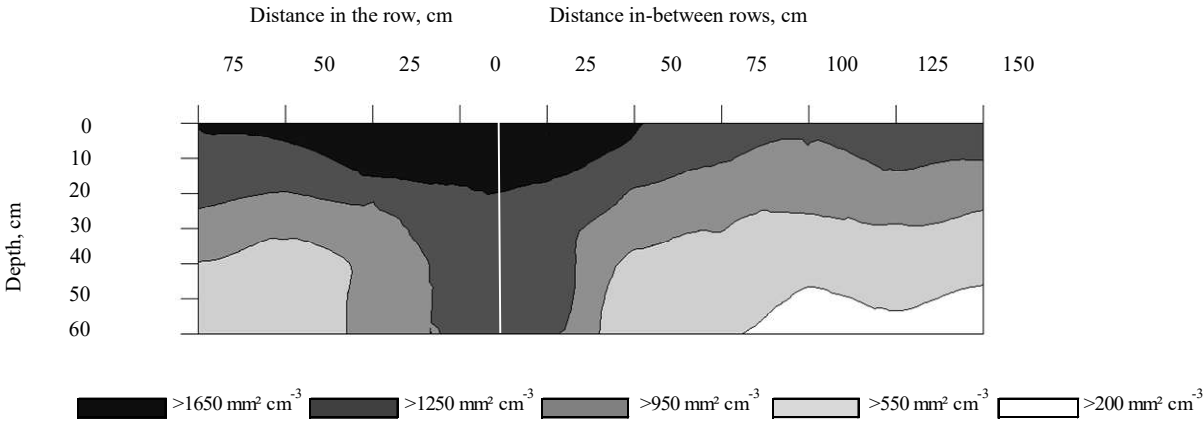 Distance in the row, cm Distance in-between rows, cm
75 50 25 0 25 50 75 100 125 150
0
10
20
30
40
50
60
Depth, cm
>1650 mm² cm⁻³ >1250 mm² cm⁻³ >950 mm² cm⁻³ >550 mm² cm⁻³ >200 mm² cm⁻³